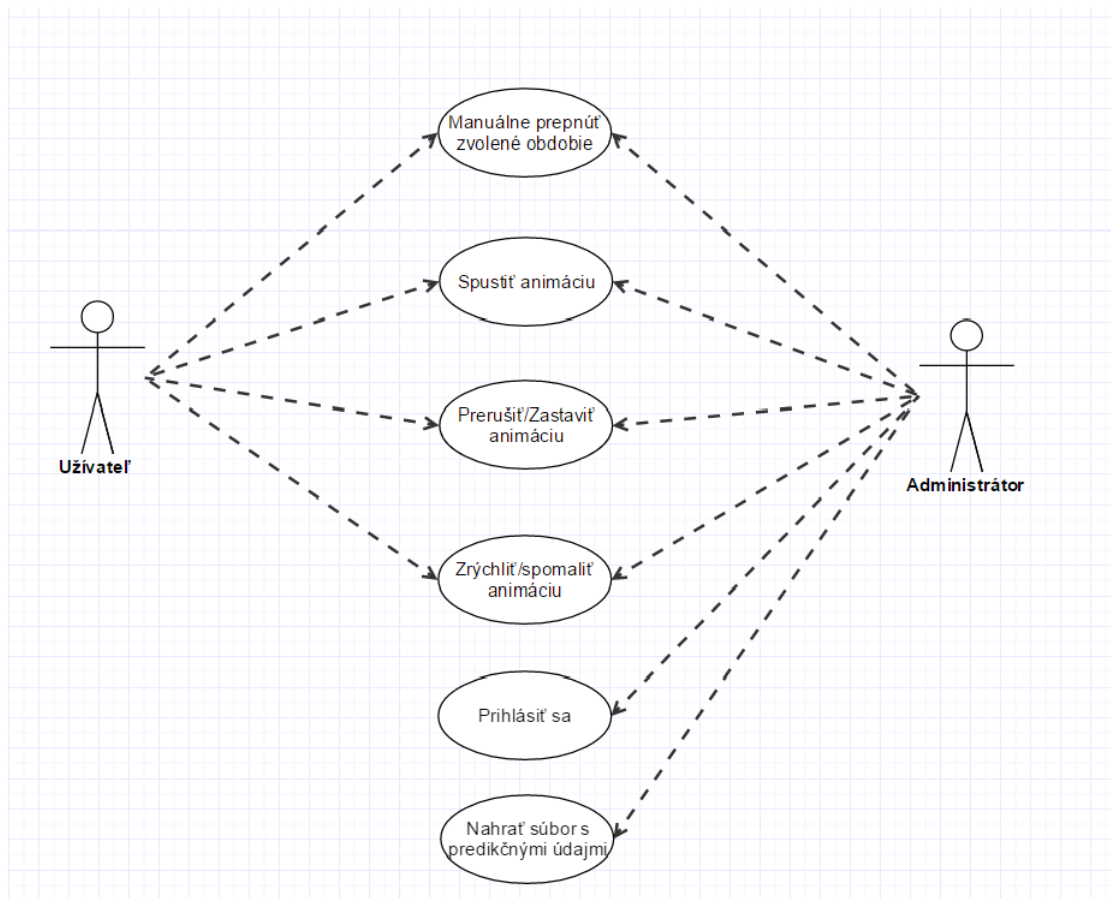 Manuálne prepnúť
zvolené obdobie
Spustiť animáciu
Prerušiť/Zastaviť
animáciu
Užívateľ
Administrátor
Zrýchliť/spomaliť
animáciu
Prihlásiť sa
Nahrať súbor s
predikčnými údajmi